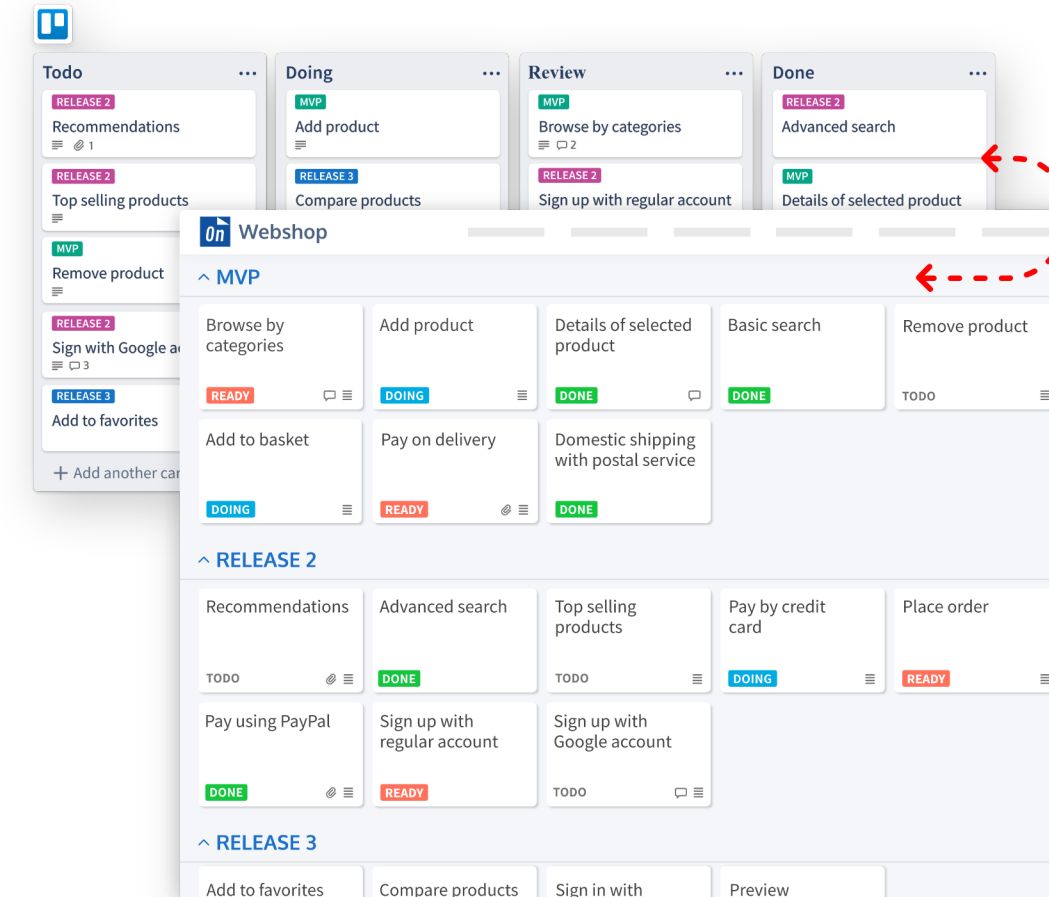 Todo
RELEASE 2
Recommendations
1
RELEASE 2
Top selling products
MVP
Remove product
RELEASE 2
Sign with Google a
3
RELEASE 3
Add to favorites
+ Add another car
Doing
MVP
Add product
RELEASE 3
Compare products
Review
MVP
Browse by categories
2
RELEASE 2
Sign up with regular account
Done
RELEASE 2
Advanced search
MVP
Details of selected product
On Webshop
MVP
Browse by
categories
READY
Add product
DOING
Details of selected
product
DONE
Basic search
DONE
Remove product
TODO
Add to basket
DOING
Pay on delivery
READY
Domestic shipping
with postal service
DONE
RELEASE 2
Recommendations
TODO
Advanced search
DONE
Top selling
products
TODO
Pay by credit
card
DOING
Place order
READY
Pay using PayPal
DONE
Sign up with
regular account
READY
Sign up with
Google account
TODO
RELEASE 3
Add to favorites
Compare products
Sign in with
Preview